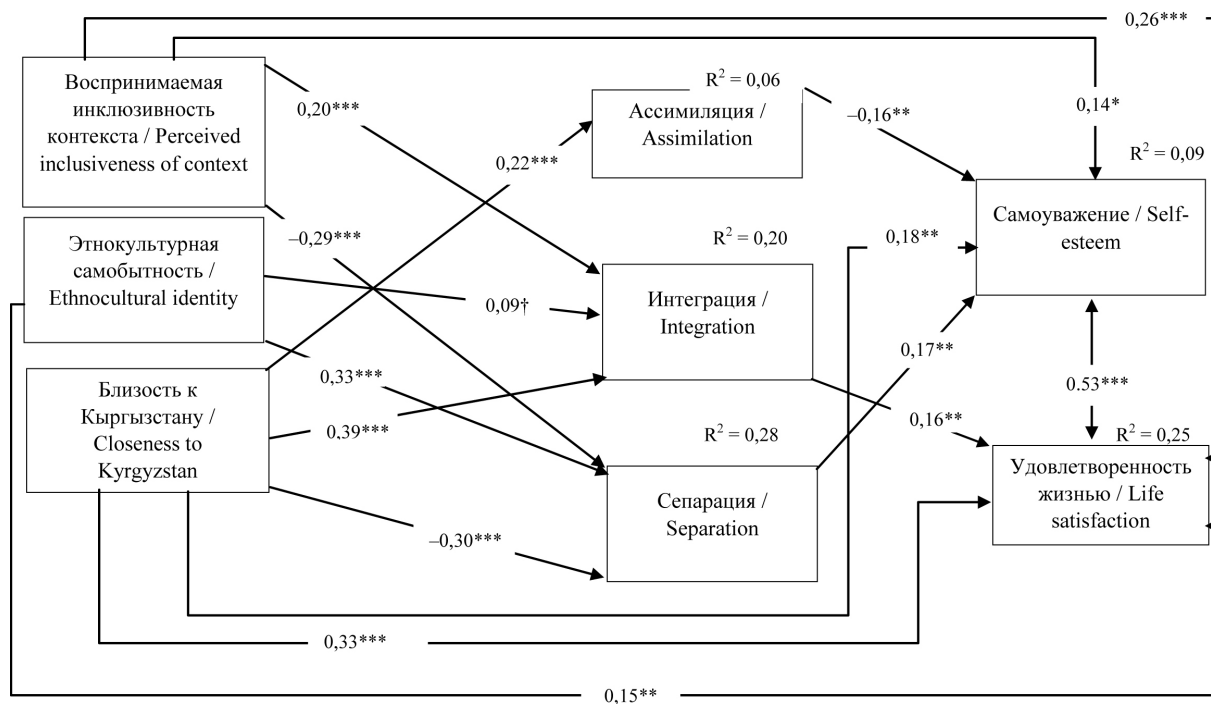 0,26***
Воспринимаемая
инклюзивность
контекста / Perceived
inclusiveness of context
0,20***
R² = 0,06
Ассимиляция /
Assimilation
–0,16**
0,14*
R² = 0,09
0,22***
Самоуважение / Self-
esteem
Этнокультурная
самобытность /
Ethnocultural identity
–0,29***
R² = 0,20
0,18**
Интеграция /
Integration
0,09†
0,17**
Близость к
Кыргызстану /
Closeness to
Kyrgyzstan
0,33***
0,39***
0.53***
R² = 0,28
0,16**
R² = 0,25
Удовлетворенность
жизнью / Life
satisfaction
Сепарация /
Separation
–0,30***
0,33***
0,15**